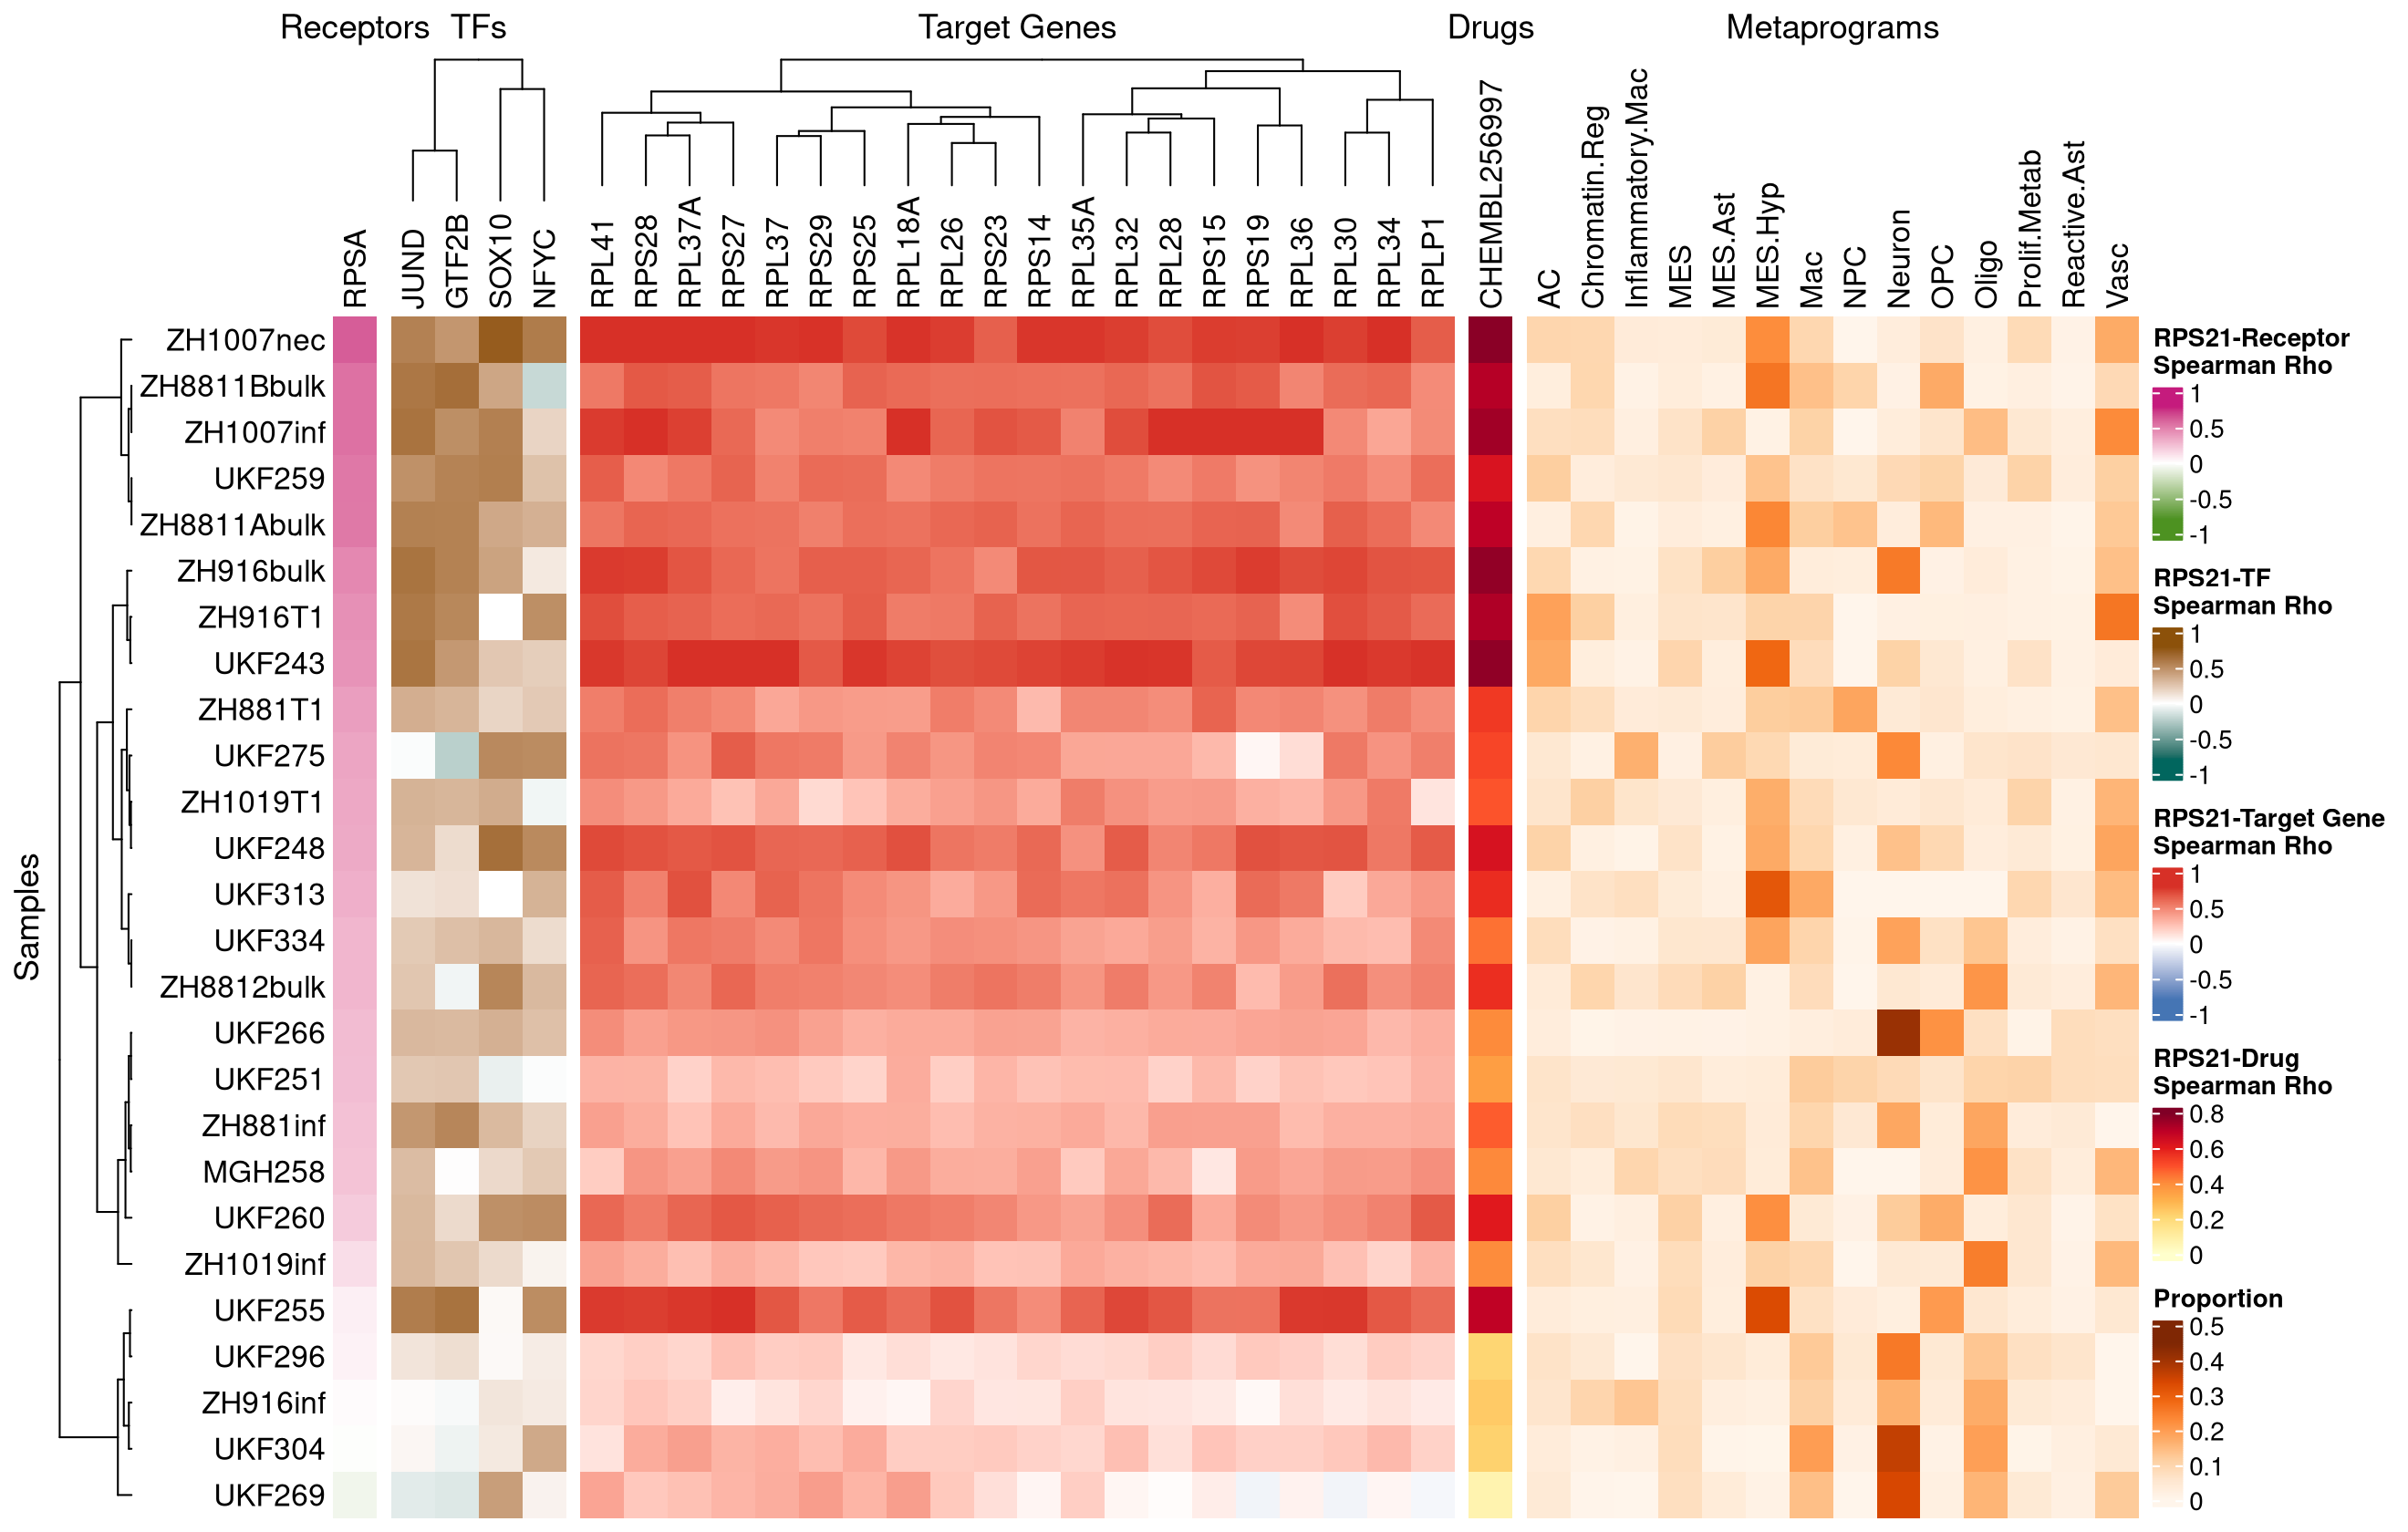 Receptors TFs Target Genes Drugs Metaprograms
RPSA JUND GTF2B SOX10 NFYC RPL41 RPS28 RPL37A RPS27 RPL37 RPS29 RPS25 RPL18A RPL26 RPS23 RPS14 RPL35A RPL32 RPL28 RPS15 RPS19 RPL36 RPL30 RPL34 RPLP1 CHEMBL256997 AC Chromatin.Reg Inflammatory.Mac MES MES.Ast MES.Hyp Mac NPC Neuron OPC Oligo Prolif.Metab Reactive.Ast Vasc
Samples
ZH1007nec
ZH8811Bbulk
ZH1007inf
UKF259
ZH8811Abulk
ZH916bulk
ZH916T1
UKF243
ZH881T1
UKF275
ZH1019T1
UKF248
UKF313
UKF334
ZH8812bulk
UKF266
UKF251
ZH881inf
MGH258
UKF260
ZH1019inf
UKF255
UKF296
ZH916inf
UKF304
UKF269
RPS21-Receptor
Spearman Rho
1
0.5
0
-0.5
-1
RPS21-TF
Spearman Rho
1
0.5
0
-0.5
-1
RPS21-Target Gene
Spearman Rho
1
0.5
0
-0.5
-1
RPS21-Drug
Spearman Rho
0.8
0.6
0.4
0.2
0
Proportion
0.5
0.4
0.3
0.2
0.1
0